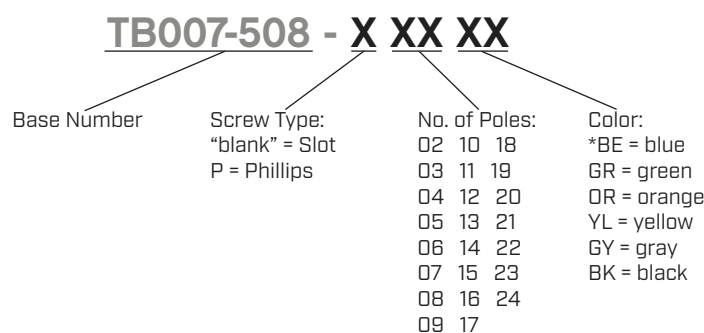 TB007-508 - X XX XX
Base Number
Screw Type:
“blank” = Slot
P = Phillips
No. of Poles:
02 10 18
03 11 19
04 12 20
05 13 21
06 14 22
07 15 23
08 16 24
09 17
Color:
*BE = blue
GR = green
OR = orange
YL = yellow
GY = gray
BK = black